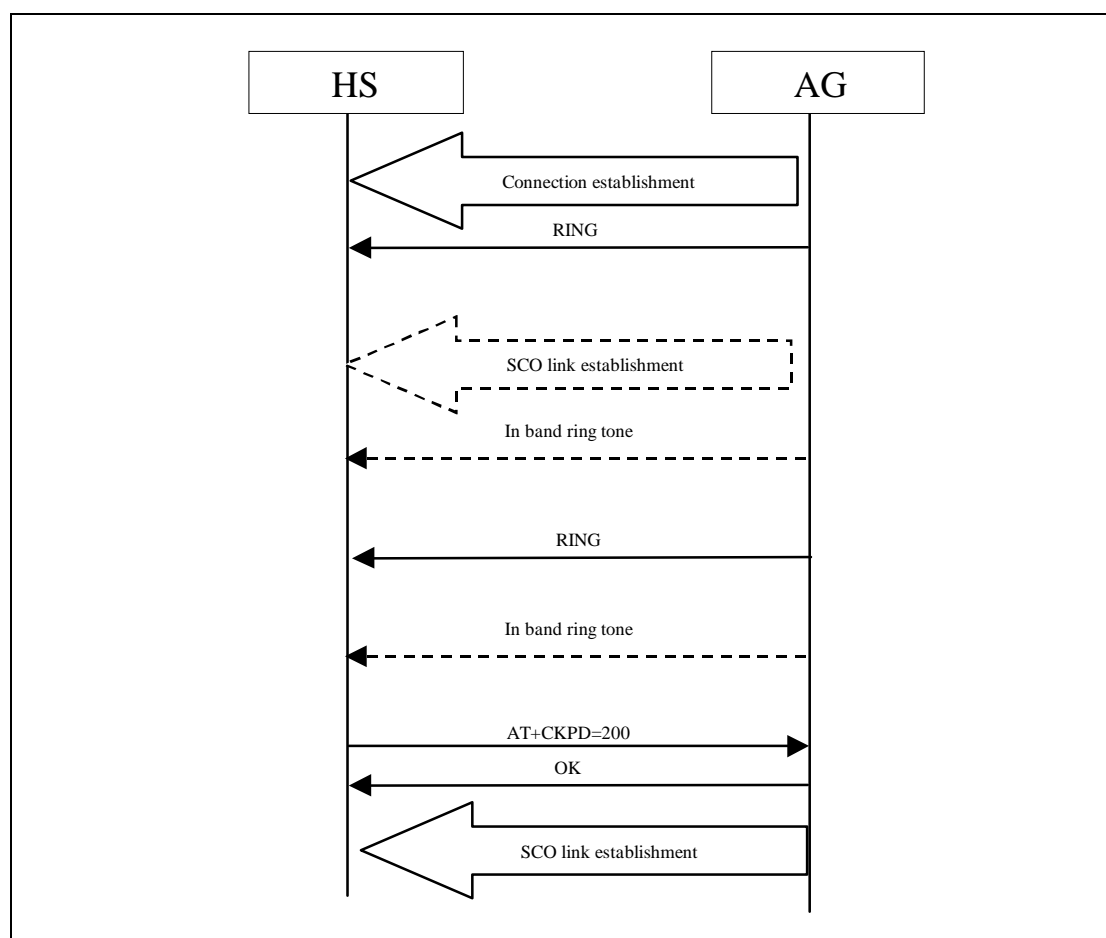 HS
AG
Connection establishment
RING
SCO link establishment
In band ring tone
RING
In band ring tone
AT+CKPD=200
OK
SCO link establishment